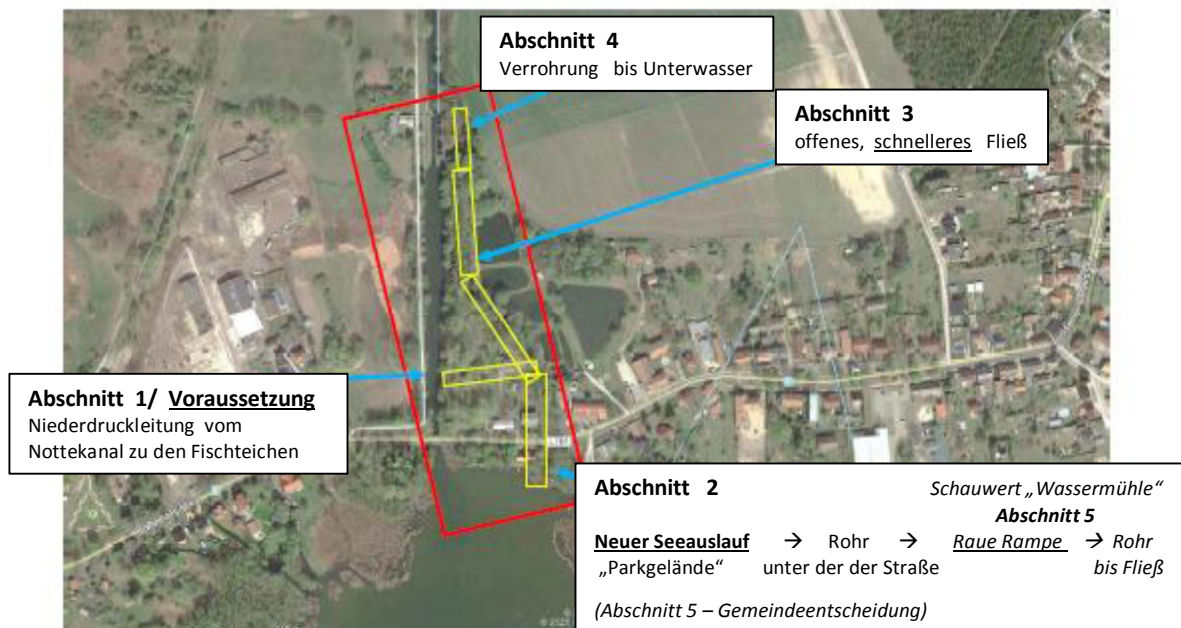 Abschnitt 4
Verrohrung bis Unterwasser
Abschnitt 3
offenes, schnelleres Fließ
Abschnitt 1/ Voraussetzung
Niederdruckleitung vom
Nottekanal zu den Fischteichen
Abschnitt 2 Schauwert „Wassermühle“
Abschnitt 5
Neuer Seeauslauf → Rohr → Raue Rampe → Rohr
„Parkgelände“ unter der der Straße bis Fließ
(Abschnitt 5 – Gemeindeentscheidung)